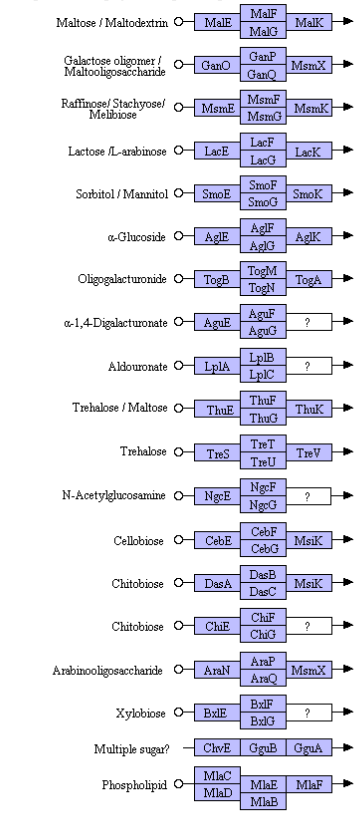 Maltose / Maltodextrin MalE MalF MalG MalK
Galactose oligomer / Maltooligosaccharide GanO GanP GanQ MsmX
Raffinose/ Stachyose/ Melibiose MsmE MsmF MsmG MsmK
Lactose /L-arabinose LacE LacF LacG LacK
Sorbitol / Mannitol SmoE SmoF SmoG SmoK
α-Glucoside AglE AglF AglG AglK
Oligogalacturonide TogB TogM TogN TogA
α-1,4-Digalacturonate AguE AguF AguG ?
Aldouronate LplA LplB LplC ?
Trehalose / Maltose ThuE ThuF ThuG ThuK
Trehalose TreS TreT TreU TreV
N-Acetylglucosamine NgcE NgcF NgcG ?
Cellobiose CebE CebF CebG MsiK
Chitobiose DasA DasB DasC MsiK
Chitobiose ChiE ChiF ChiG ?
Arabinooligosaccharide AraN AraP AraQ MsmX
Xylobiose BxlE BxlF BxlG ?
Multiple sugar? ChvE GguB GguA
Phospholipid MlaC MlaD MlaE MlaB MlaF